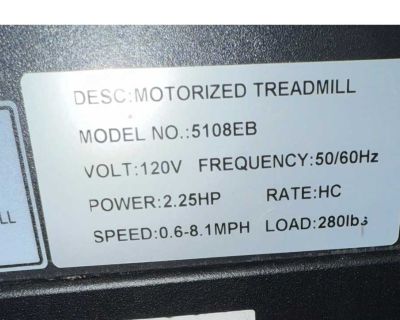 DESC:MOTORIZED TREADMILL
MODEL NO.:5108EB
VOLT:120V FREQUENCY:50/60Hz
POWER:2.25HP RATE:HC
SPEED:0.6-8.1MPH LOAD:280lbs